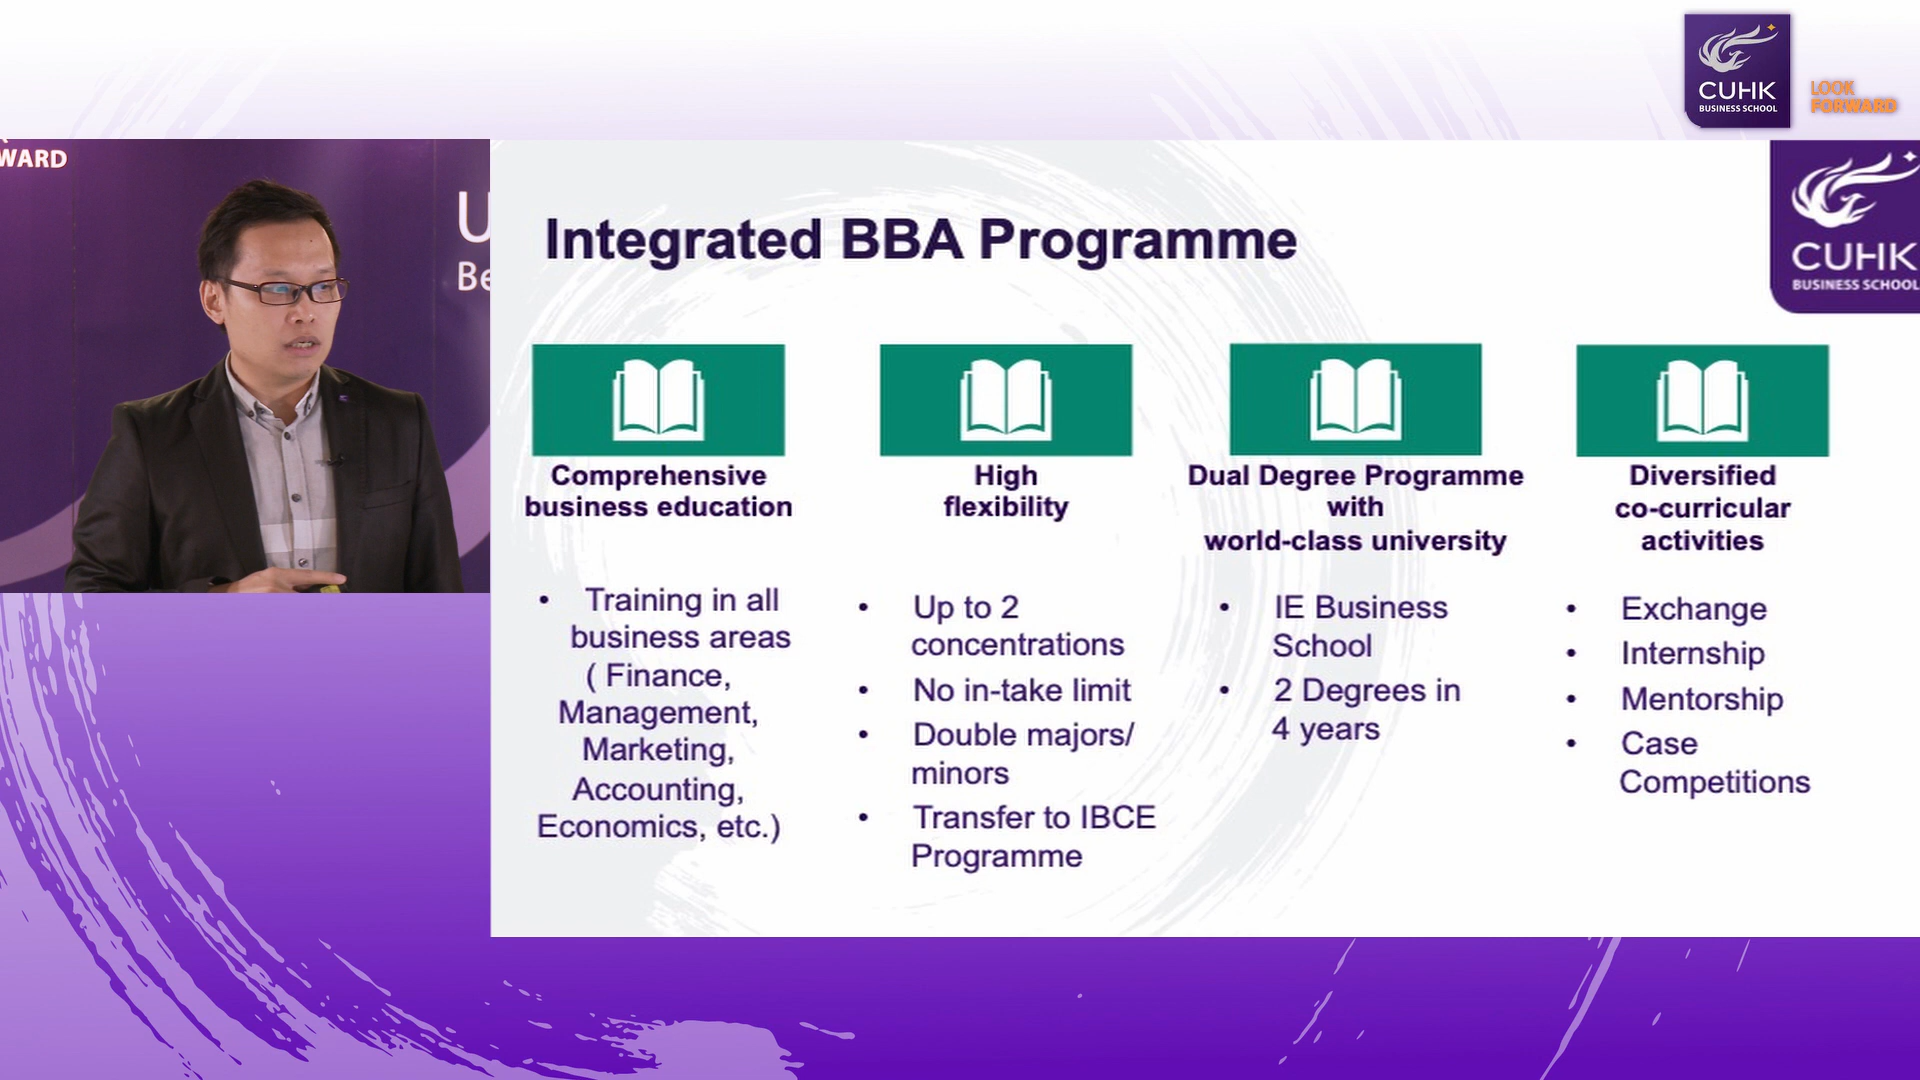 CUHK
BUSINESS SCHOOL
LOOK
FORWARD
WARD
U
Be
CUHK
BUSINESS SCHOOL
Integrated BBA Programme
Comprehensive
business education
• Training in all
business areas
( Finance,
Management,
Marketing,
Accounting,
Economics, etc.)
High
flexibility
• Up to 2
concentrations
• No in-take limit
• Double majors/
minors
• Transfer to IBCE
Programme
Dual Degree Programme
with
world-class university
• IE Business
School
• 2 Degrees in
4 years
Diversified
co-curricular
activities
• Exchange
• Internship
• Mentorship
• Case
Competitions